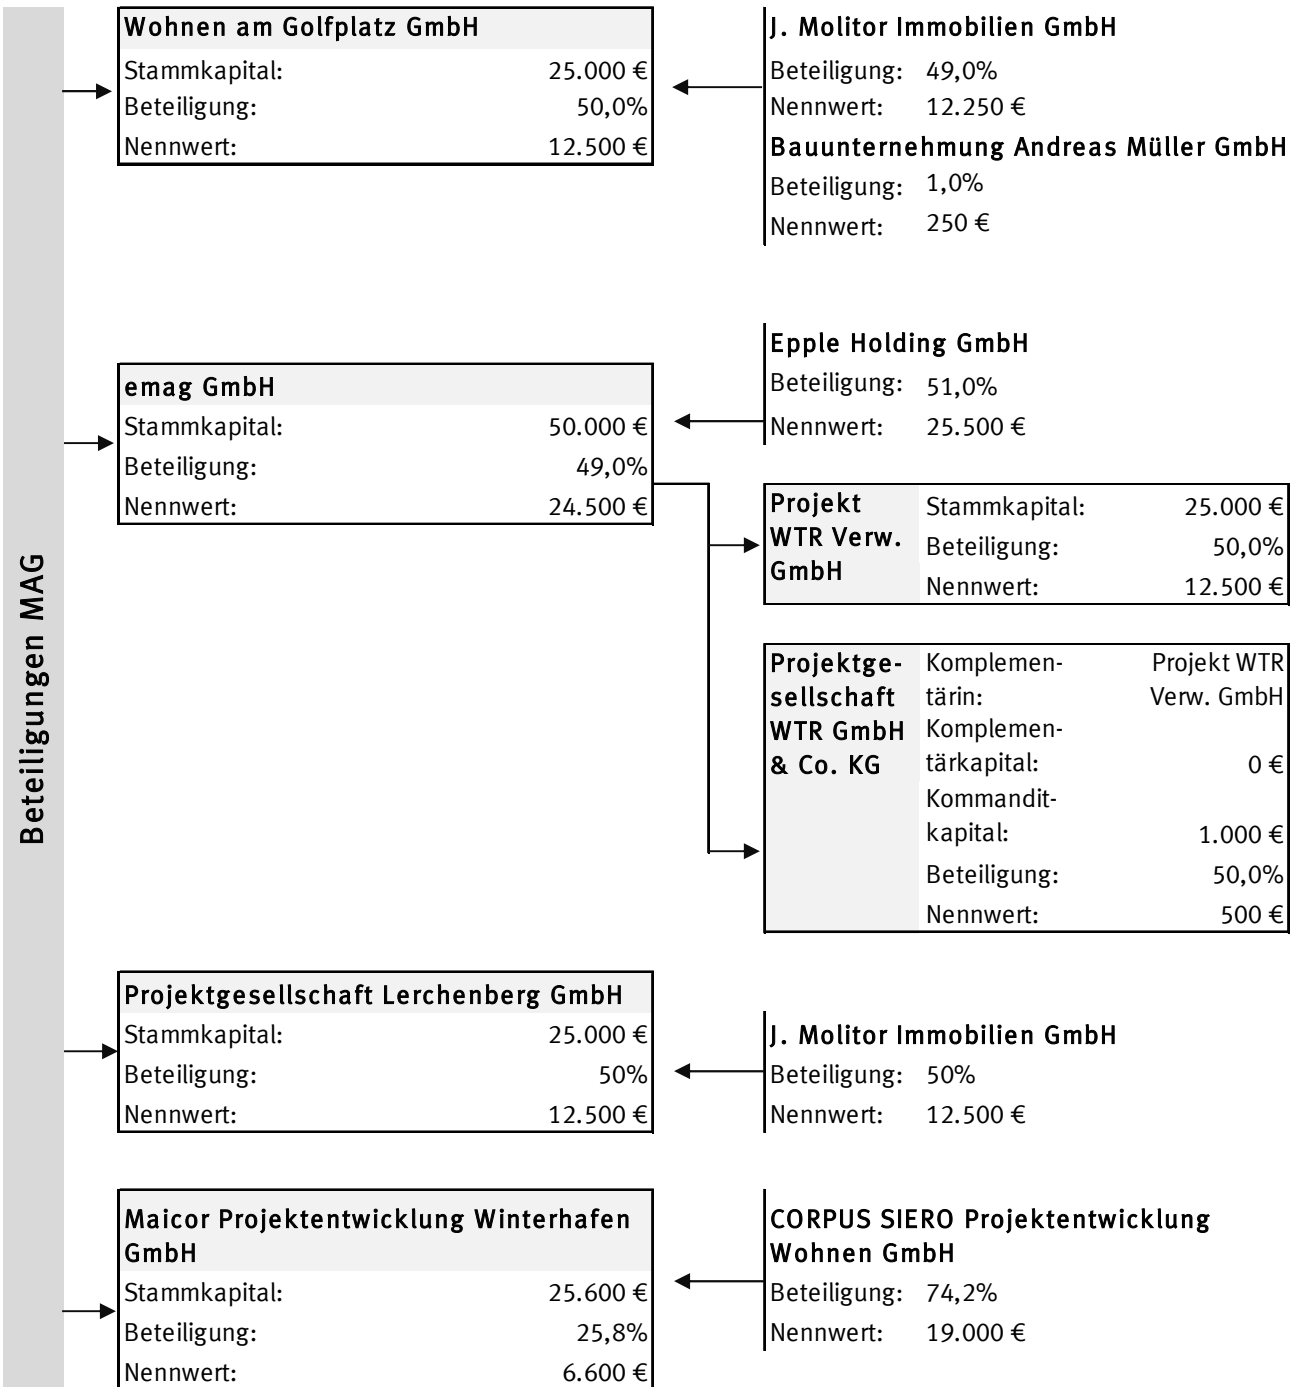 Beteiligungen MAG
Wohnen am Golfplatz GmbH
Stammkapital: 25.000 €
Beteiligung: 50,0%
Nennwert: 12.500 €
J. Molitor Immobilien GmbH
Beteiligung: 49,0%
Nennwert: 12.250 €
Bauunternehmung Andreas Müller GmbH
Beteiligung: 1,0%
Nennwert: 250 €
emag GmbH
Stammkapital: 50.000 €
Beteiligung: 49,0%
Nennwert: 24.500 €
Epple Holding GmbH
Beteiligung: 51,0%
Nennwert: 25.500 €
Projekt
WTR Verw.
GmbH
Stammkapital: 25.000 €
Beteiligung: 50,0%
Nennwert: 12.500 €
Projektge-
sellschaft
WTR GmbH
& Co. KG
Komplemen- Projekt WTR
tärin: Verw. GmbH
Komplemen-
tärkapital: 0 €
Kommandit-
kapital: 1.000 €
Beteiligung: 50,0%
Nennwert: 500 €
Projektgesellschaft Lerchenberg GmbH
Stammkapital: 25.000 €
Beteiligung: 50%
Nennwert: 12.500 €
J. Molitor Immobilien GmbH
Beteiligung: 50%
Nennwert: 12.500 €
Maicor Projektentwicklung Winterhafen
GmbH
Stammkapital: 25.600 €
Beteiligung: 25,8%
Nennwert: 6.600 €
CORPUS SIERO Projektentwicklung
Wohnen GmbH
Beteiligung: 74,2%
Nennwert: 19.000 €